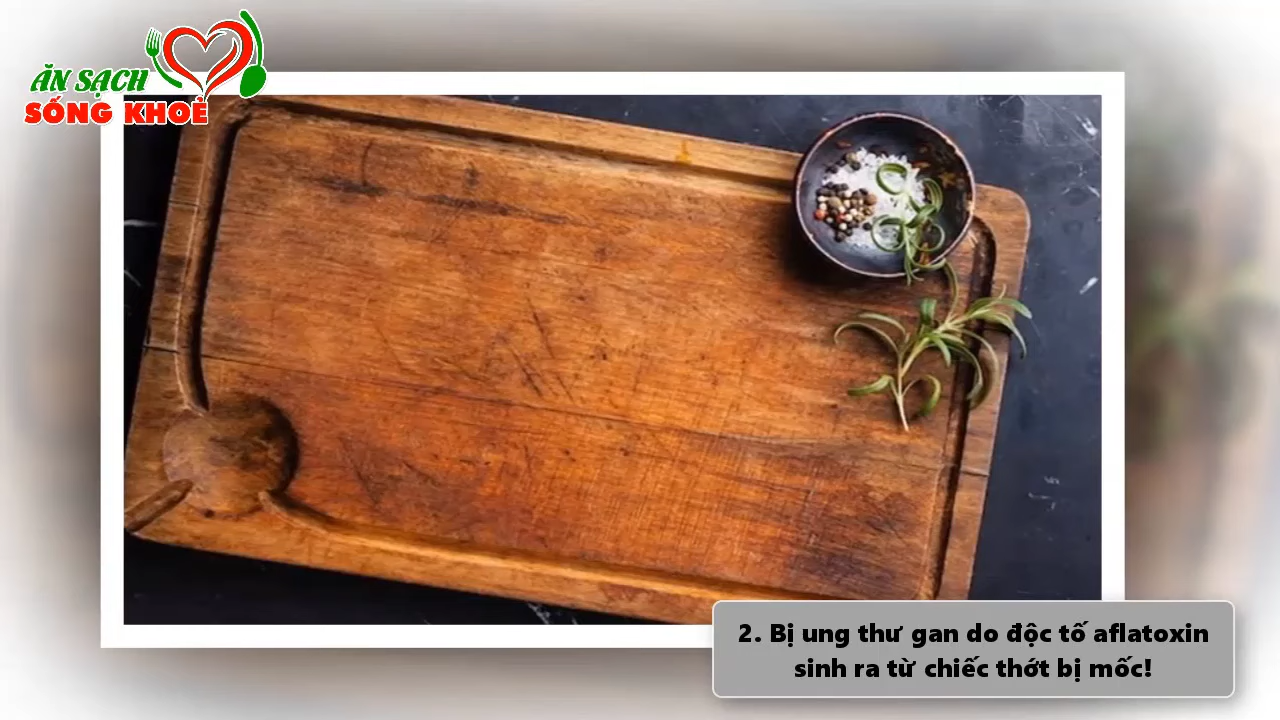 ĂN SẠCH
SỐNG KHOẺ
2. Bị ung thư gan do độc tố aflatoxin
sinh ra từ chiếc thớt bị mốc!